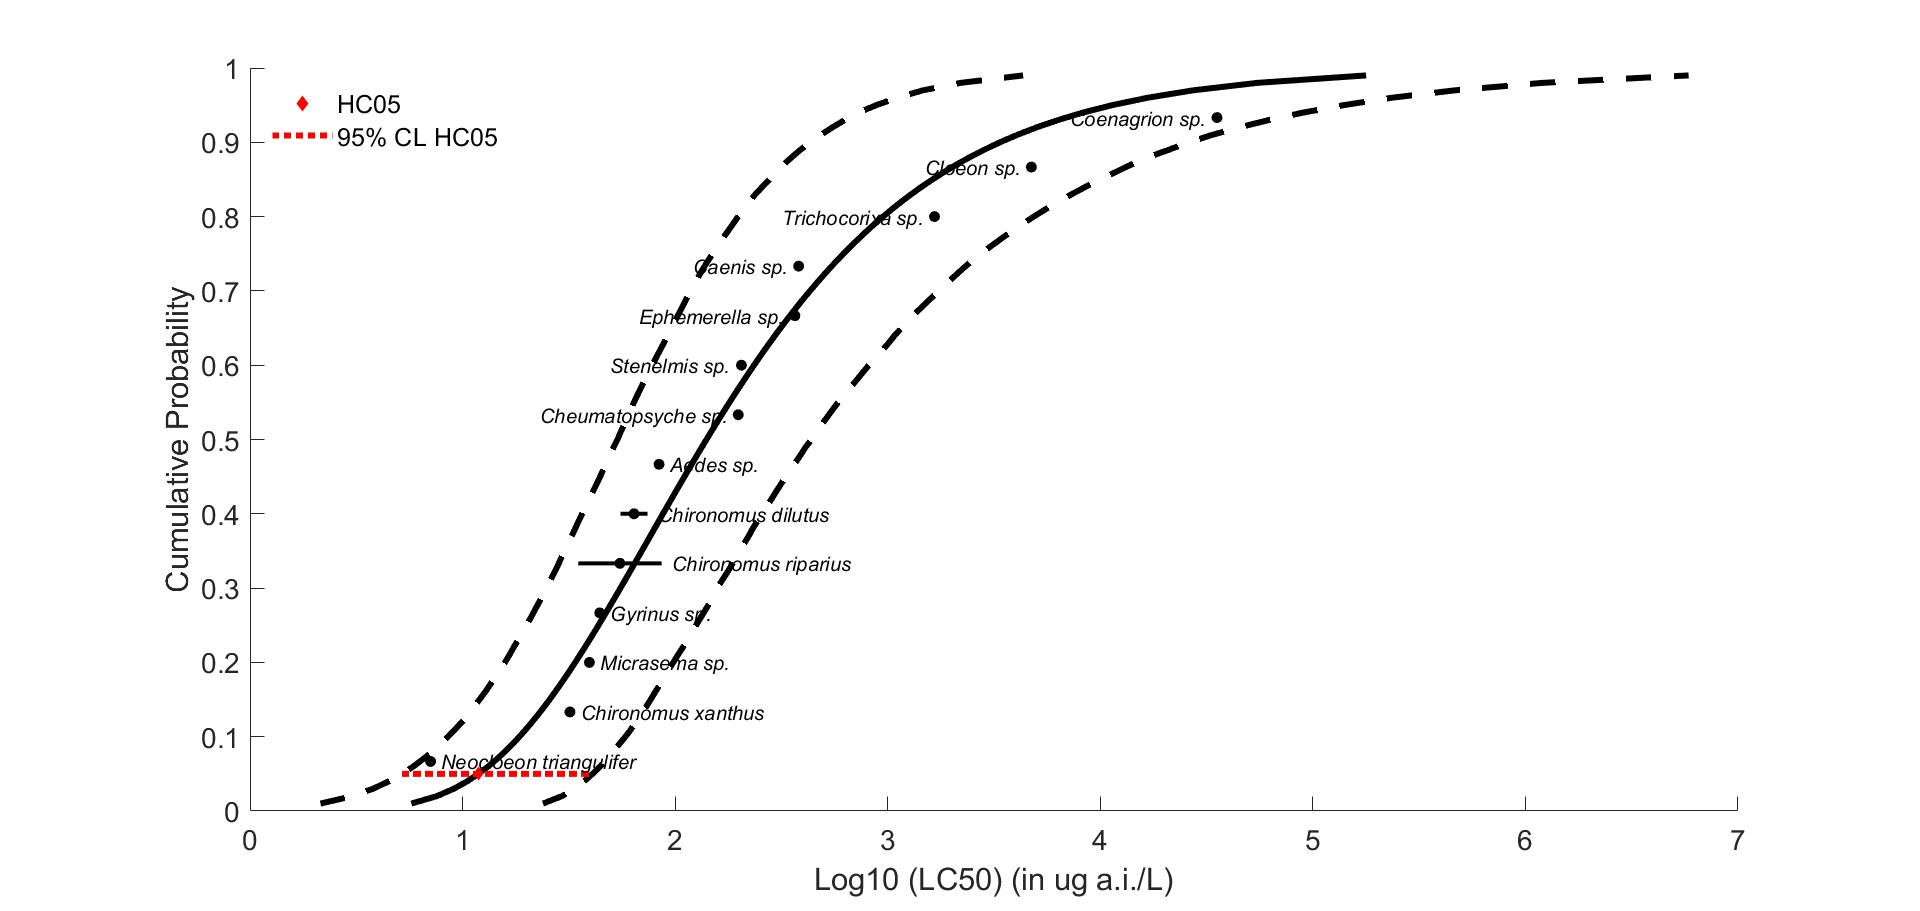 1
HC05
95% CL HC05
Coenagrion sp.
0.9
Cloeon sp.
0.8
Trichocorixa sp.
Caenis sp.
0.7
Ephemerella sp.
0.6
Stenelmis sp.
Cheumatopsyche sp.
0.5
Aedes sp.
0.4
Chironomus dilutus
Chironomus riparius
0.3
Gyrinus sp.
0.2
Micrasema sp.
Chironomus xanthus
0.1
Neocloeon triangulifer
0
Cumulative Probability
0 1 2 3 4 5 6 7
Log10 (LC50) (in ug a.i./L)